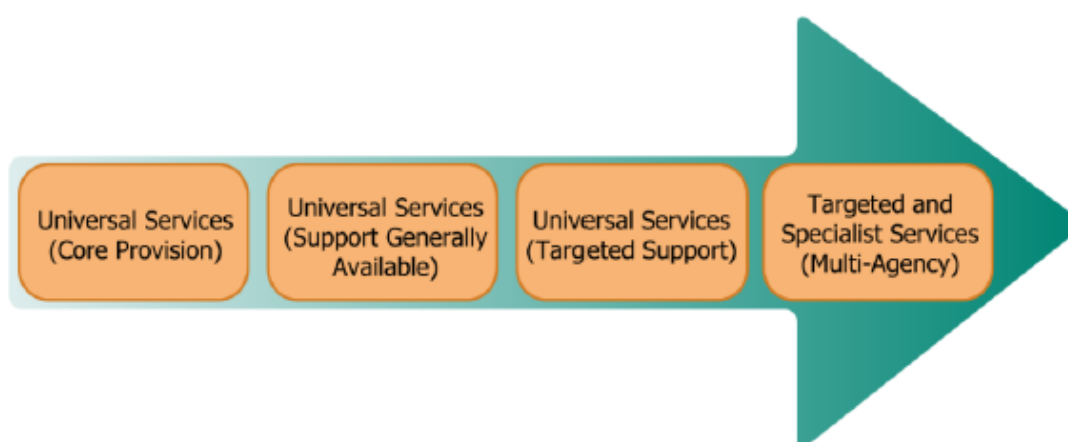 Universal Services
(Core Provision)
Universal Services
(Support Generally
Available)
Universal Services
(Targeted Support)
Targeted and
Specialist Services
(Multi-Agency)